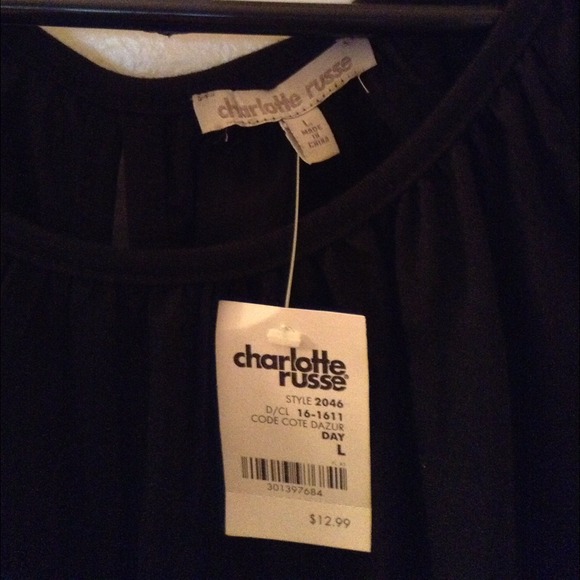 charlotte russe
L
MADE
IN
CHINA
charlotte
russe
STYLE 2046
D/CL 16-1611
CODE COTE DAZUR
DAY
L
301397684
$12.99